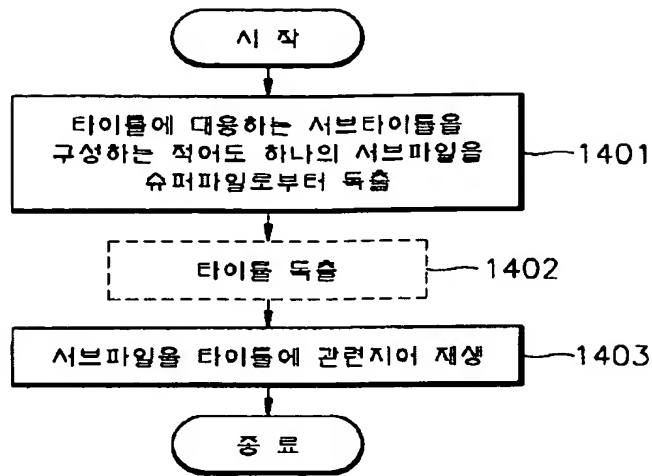 시 작
타이틀에 대응하는 서브타이틀을
구성하는 적어도 하나의 서브파일을
슈퍼파일로부터 독출
1401
타이틀 독출
1402
서브파일을 타이틀에 관련지어 재생
1403
종 료